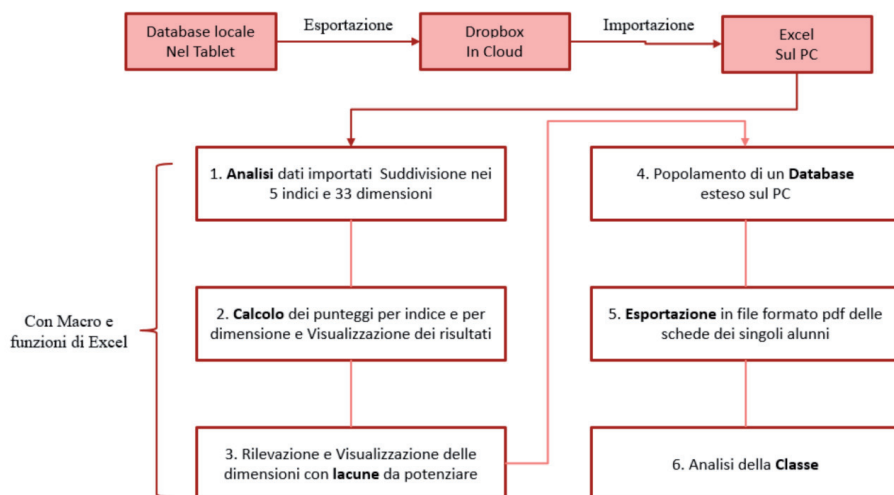 Database locale
Nel Tablet
Esportazione
Dropbox
In Cloud
Importazione
Excel
Sul PC
Con Macro e
funzioni di Excel
1. Analisi dati importati Suddivisione nei
5 indici e 33 dimensioni
2. Calcolo dei punteggi per indice e per
dimensione e Visualizzazione dei risultati
3. Rilevazione e Visualizzazione delle
dimensioni con lacune da potenziare
4. Popolamento di un Database
esteso sul PC
5. Esportazione in file formato pdf delle
schede dei singoli alunni
6. Analisi della Classe